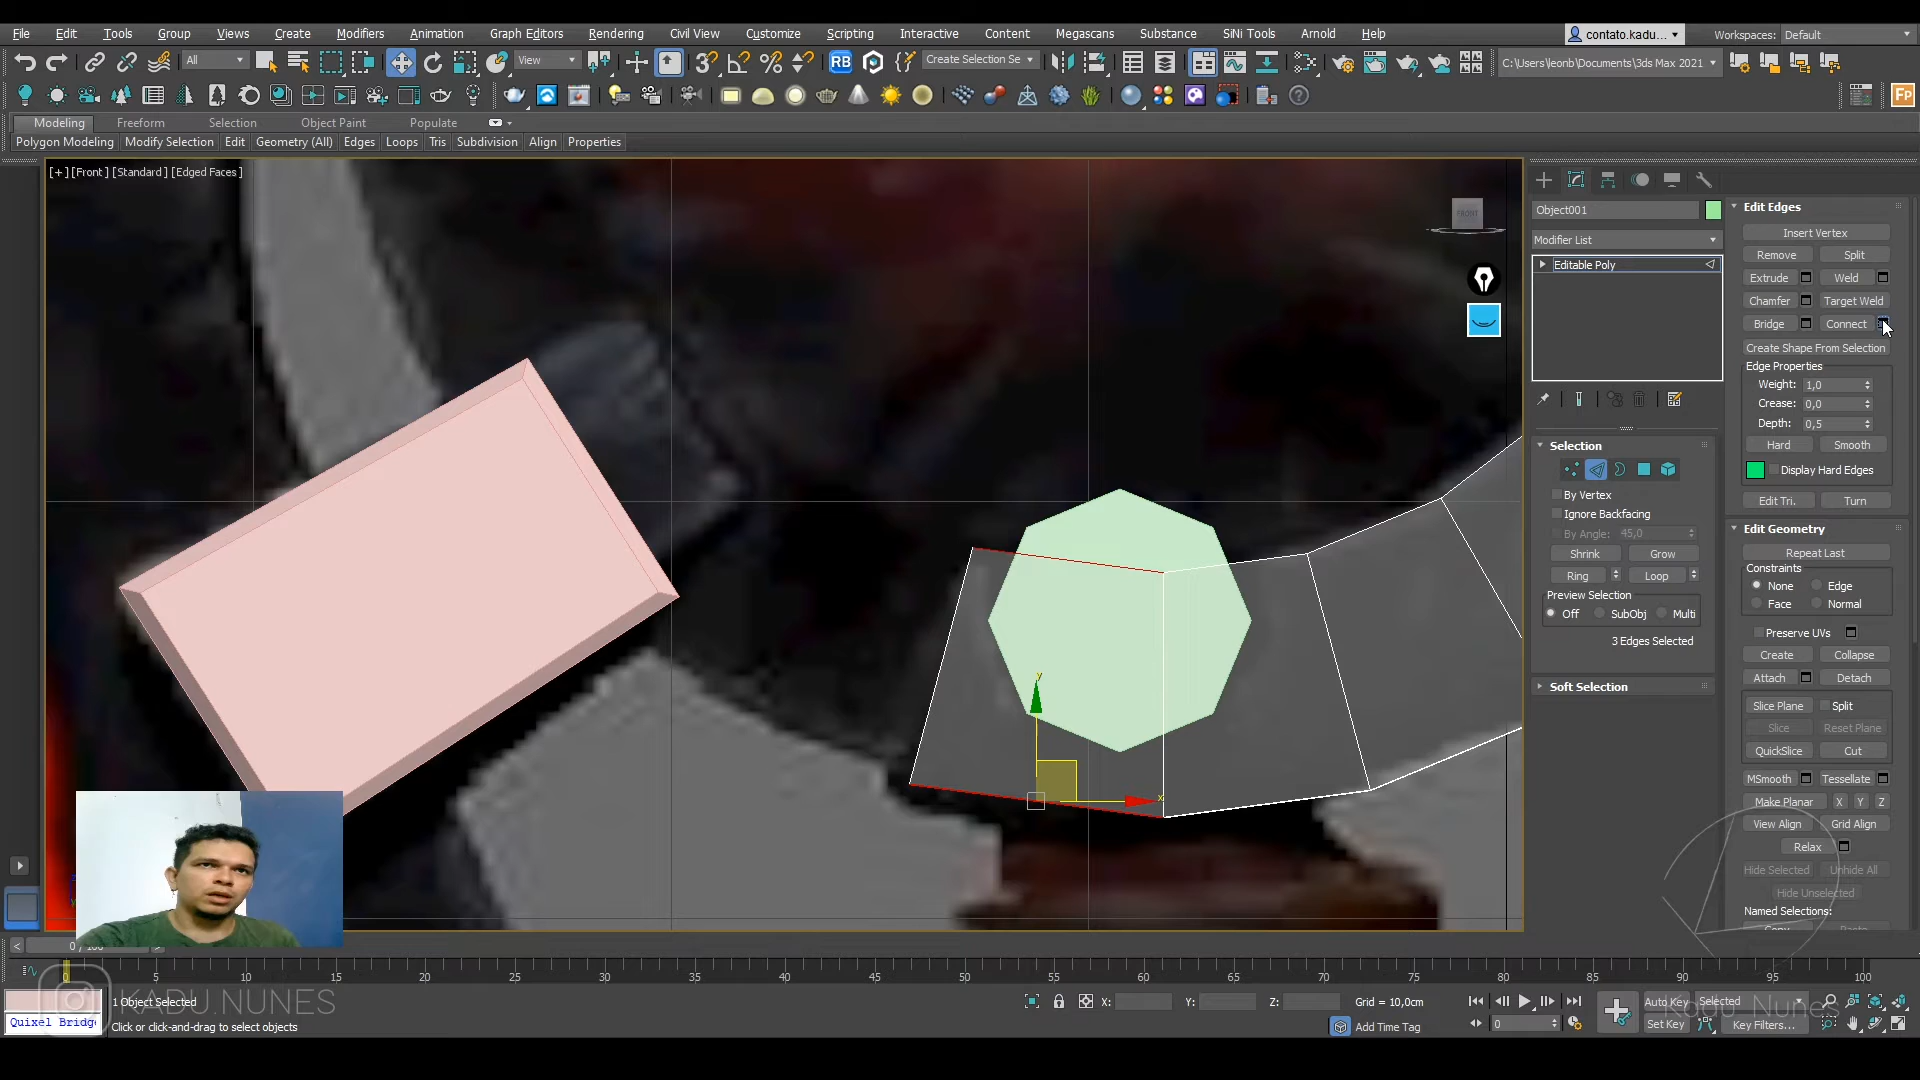 File Edit Tools Group Views Create Modifiers Animation Graph Editors Rendering Civil View Customize Scripting Interactive Content Megascans Substance SiNi Tools Arnold Help contato.kadu... Workspaces: Default
All View RB Create Selection Se C:\Users\leonb\Documents\3ds Max 2021
Fp
Modeling Freeform Selection Object Paint Populate
Polygon Modeling Modify Selection Edit Geometry (All) Edges Loops Tris Subdivision Align Properties
[+] [Front] [Standard] [Edged Faces]
FRONT
y
x
Object001
Modifier List
Editable Poly
Selection
By Vertex
Ignore Backfacing
By Angle: 45,0
Shrink Grow
Ring Loop
Preview Selection
Off SubObj Multi
3 Edges Selected
Soft Selection
Edit Edges
Insert Vertex
Remove Split
Extrude Weld
Chamfer Target Weld
Bridge Connect
Create Shape From Selection
Edge Properties
Weight: 1,0
Crease: 0,0
Depth: 0,5
Hard Smooth
Display Hard Edges
Edit Tri. Turn
Edit Geometry
Repeat Last
Constraints
None Edge
Face Normal
Preserve UVs
Create Collapse
Attach Detach
Slice Plane Split
Slice Reset Plane
QuickSlice Cut
MSmooth Tessellate
Make Planar X Y Z
View Align Grid Align
Relax
Hide Selected Unhide All
Hide Unselected
Named Selections:
0 / 100
0 5 10 15 20 25 30 35 40 45 50 55 60 65 70 75 80 85 90 95 100
KADU.NUNES
1 Object Selected
Quixel Bridge
Click or click-and-drag to select objects
X: Y: Z: Grid = 10,0cm
Add Time Tag
0
Auto Key Selected
Set Key Key Filters...
Kadu_Nunes